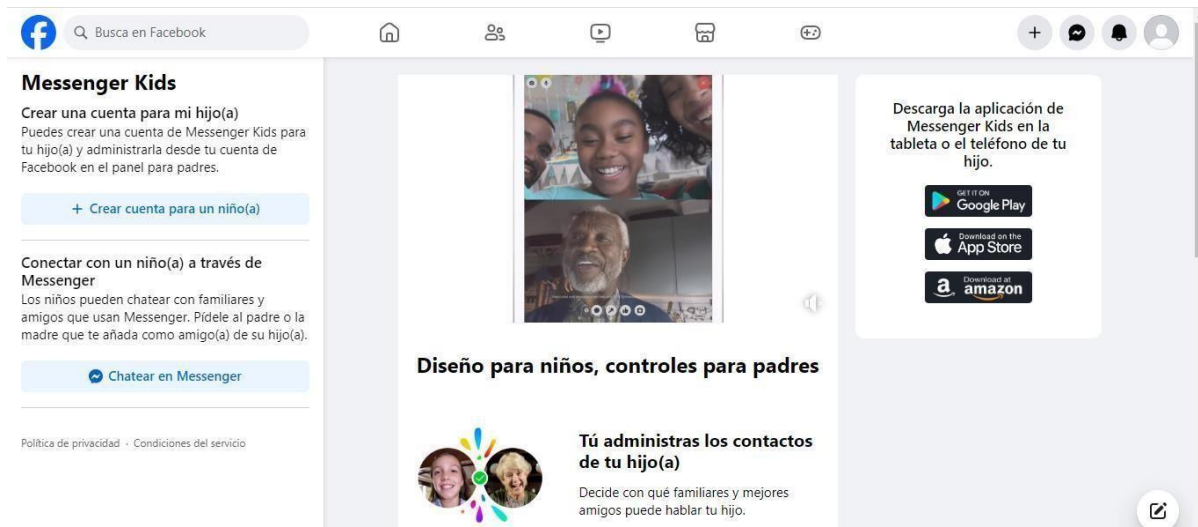 Busca en Facebook
Messenger Kids
Crear una cuenta para mi hijo(a)
Puedes crear una cuenta de Messenger Kids para
tu hijo(a) y administrarla desde tu cuenta de
Facebook en el panel para padres.
+ Crear cuenta para un niño(a)
Conectar con un niño(a) a través de
Messenger
Los niños pueden chatear con familiares y
amigos que usan Messenger. Pídele al padre o la
madre que te añada como amigo(a) de su hijo(a).
Chatear en Messenger
Política de privacidad · Condiciones del servicio
Diseño para niños, controles para padres
Tú administras los contactos
de tu hijo(a)
Decide con qué familiares y mejores
amigos puede hablar tu hijo.
Descarga la aplicación de
Messenger Kids en la
tableta o el teléfono de tu
hijo.
GET IT ON
Google Play
Download on the
App Store
Download at
amazon